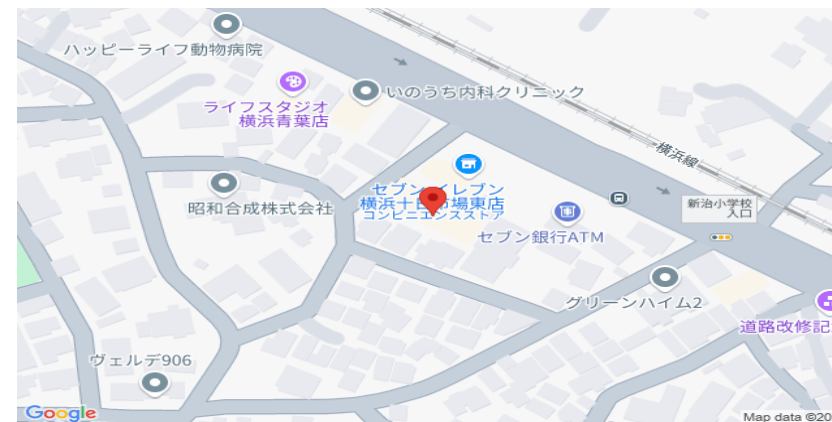 ハッピーライフ動物病院
ライフスタジオ
横浜青葉店
いのうち内科クリニック
横浜線
セブン-イレブン
横浜十日市場東店
コンビニエンスストア
昭和合成株式会社
セブン銀行ATM
新治小学校
入口
グリーンハイム2
道路改修記
ヴェルデ906
Google
Map data ©20